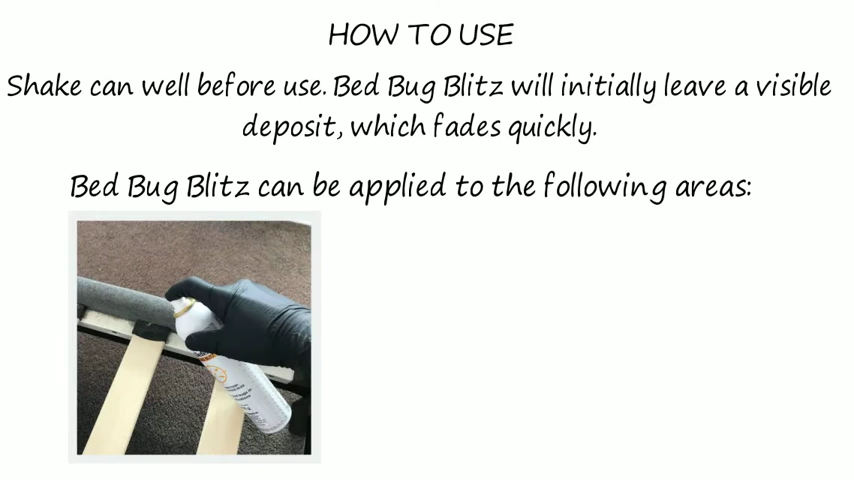 HOW TO USE
Shake can well before use. Bed Bug Blitz will initially leave a visible
deposit, which fades quickly.
Bed Bug Blitz can be applied to the following areas: